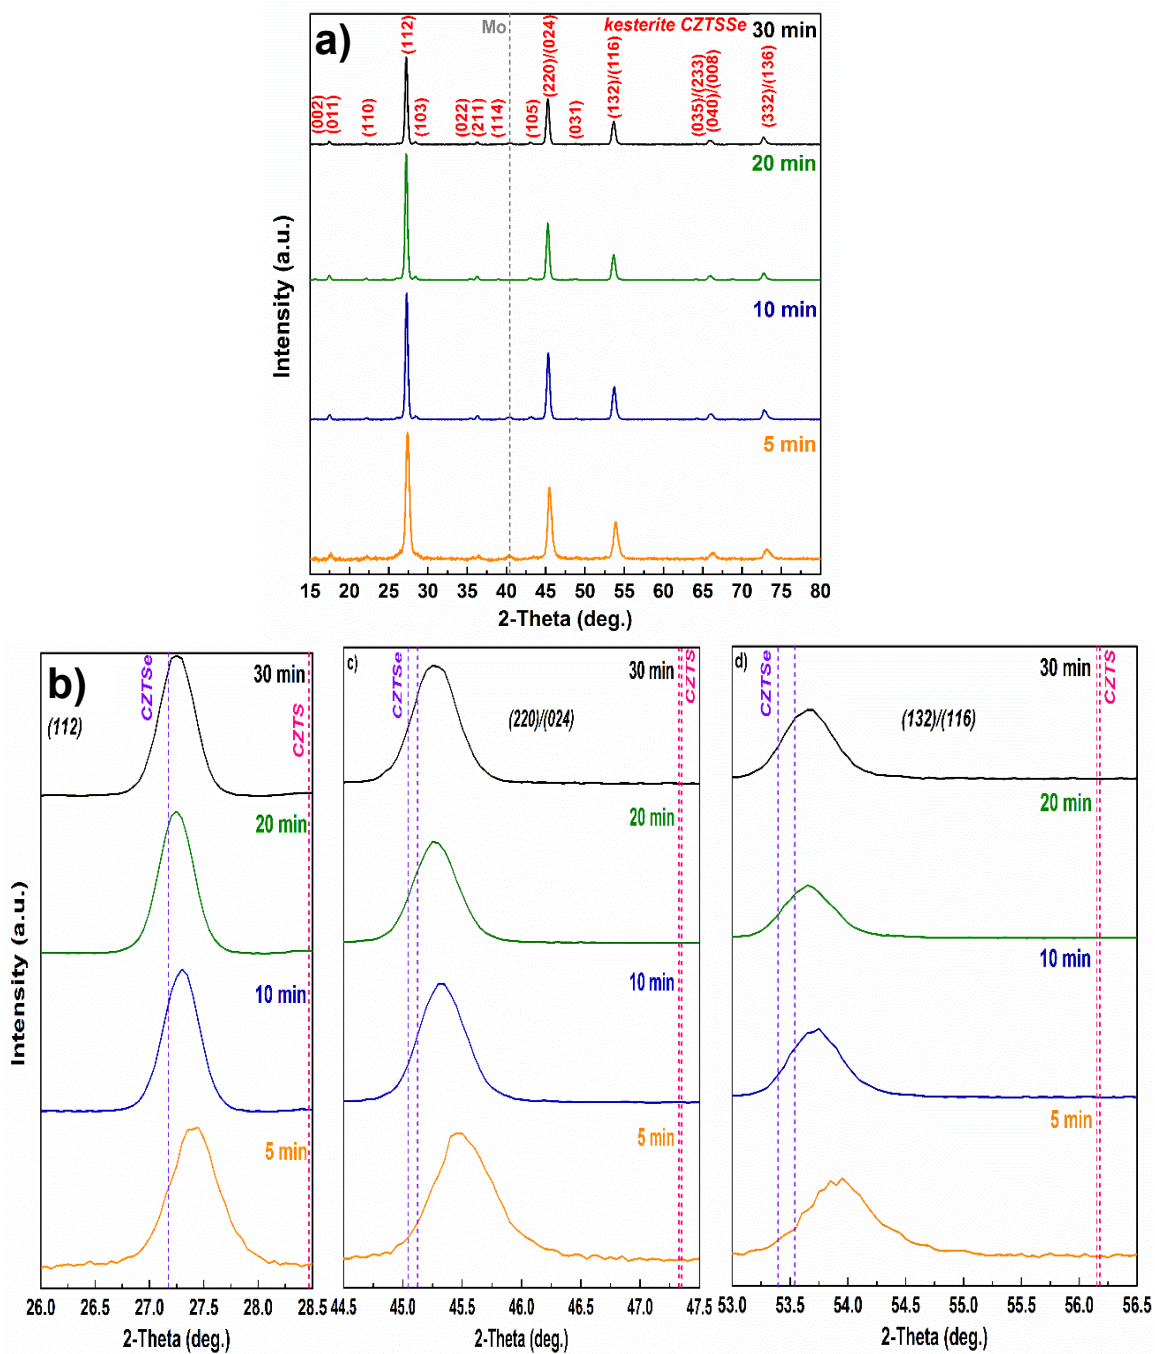 a)
Mo
kesterite CZTSSe
30 min
(002)
(011)
(110)
(112)
(103)
(022)
(211)
(114)
(105)
(220)/(024)
(031)
(132)/(116)
(035)/(233)
(040)/(008)
(332)/(136)
20 min
10 min
5 min
Intensity (a.u.)
15 20 25 30 35 40 45 50 55 60 65 70 75 80
2-Theta (deg.)
b)
(112)
CZTSe
30 min
CZTS
20 min
10 min
5 min
Intensity (a.u.)
26.0 27.0 27.5 28.0 28.5
2-Theta (deg.)
c)
CZTSe
30 min
CZTS
(220)/(024)
20 min
10 min
5 min
44.5 45.0 45.5 46.0 46.5 47.0 47.5
2-Theta (deg.)
d)
CZTSe
30 min
CZTS
(132)/(116)
20 min
10 min
5 min
53.0 53.5 54.0 54.5 55.0 55.5 56.0 56.5
2-Theta (deg.)